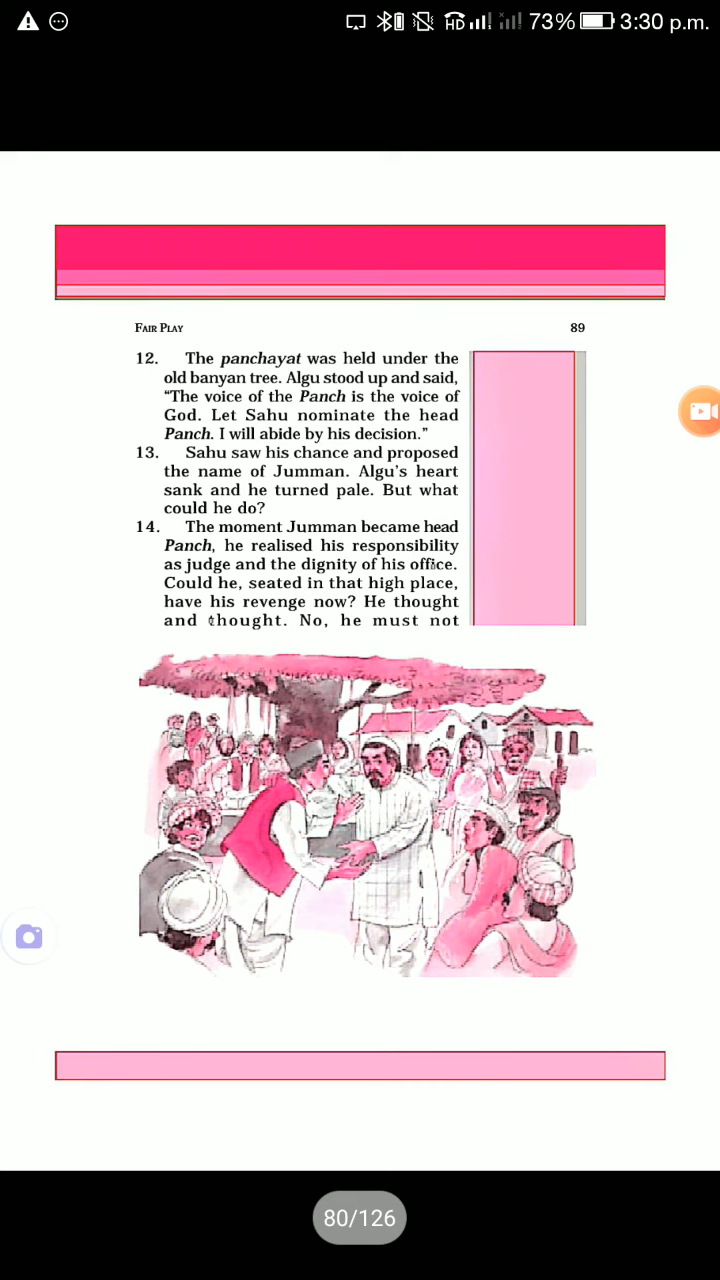 HD 73% 3:30 p.m.
FAIR PLAY 89
12. The panchayat was held under the
old banyan tree. Algu stood up and said,
“The voice of the Panch is the voice of
God. Let Sahu nominate the head
Panch. I will abide by his decision.”
13. Sahu saw his chance and proposed
the name of Jumman. Algu’s heart
sank and he turned pale. But what
could he do?
14. The moment Jumman became head
Panch, he realised his responsibility
as judge and the dignity of his office.
Could he, seated in that high place,
have his revenge now? He thought
and thought. No, he must not
80/126